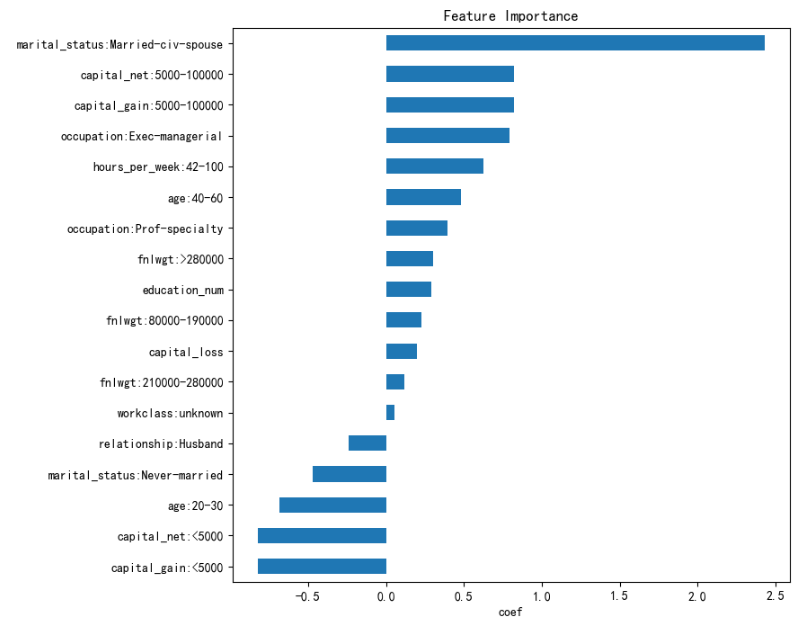 Feature Importance
marital_status:Married-civ-spouse
capital_net:5000-100000
capital_gain:5000-100000
occupation:Exec-managerial
hours_per_week:42-100
age:40-60
occupation:Prof-specialty
fnlwgt:>280000
education_num
fnlwgt:80000-190000
capital_loss
fnlwgt:210000-280000
workclass:unknown
relationship:Husband
marital_status:Never-married
age:20-30
capital_net:<5000
capital_gain:<5000
-0.5 0.0 0.5 1.0 1.5 2.0 2.5
coef